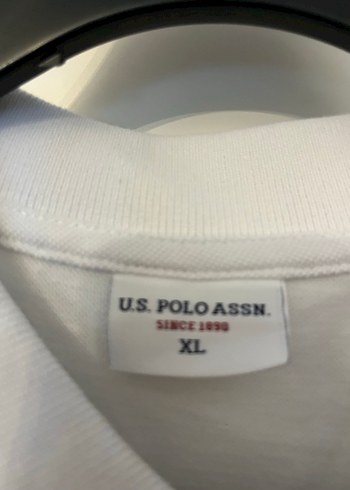 U.S. POLO ASSN.
SINCE 1890
XL